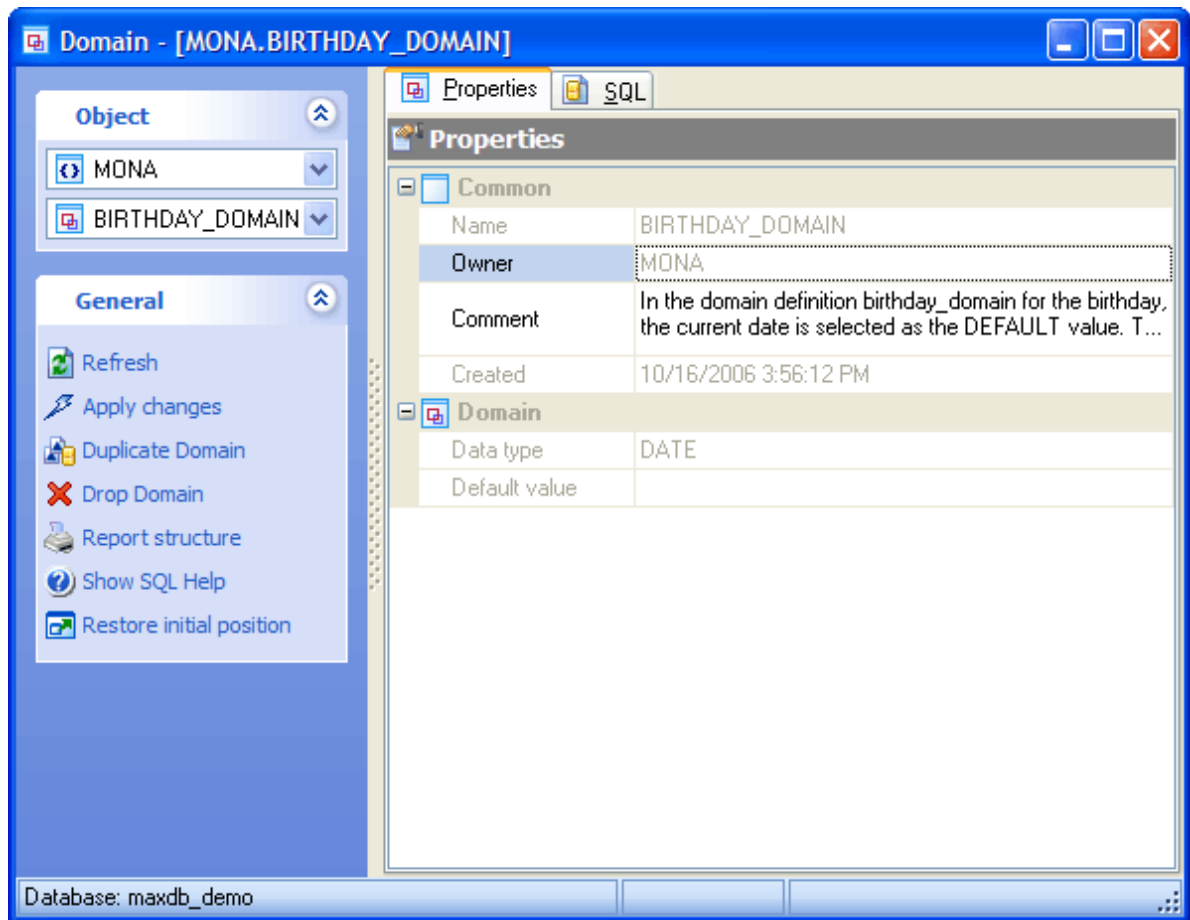 Domain - [MONA.BIRTHDAY_DOMAIN]
Object
MONA
BIRTHDAY_DOMAIN
General
Refresh
Apply changes
Duplicate Domain
Drop Domain
Report structure
Show SQL Help
Restore initial position
Properties SQL
Properties
Common
Name BIRTHDAY_DOMAIN
Owner MONA
Comment In the domain definition birthday_domain for the birthday,
the current date is selected as the DEFAULT value. T...
Created 10/16/2006 3:56:12 PM
Domain
Data type DATE
Default value
Database: maxdb_demo